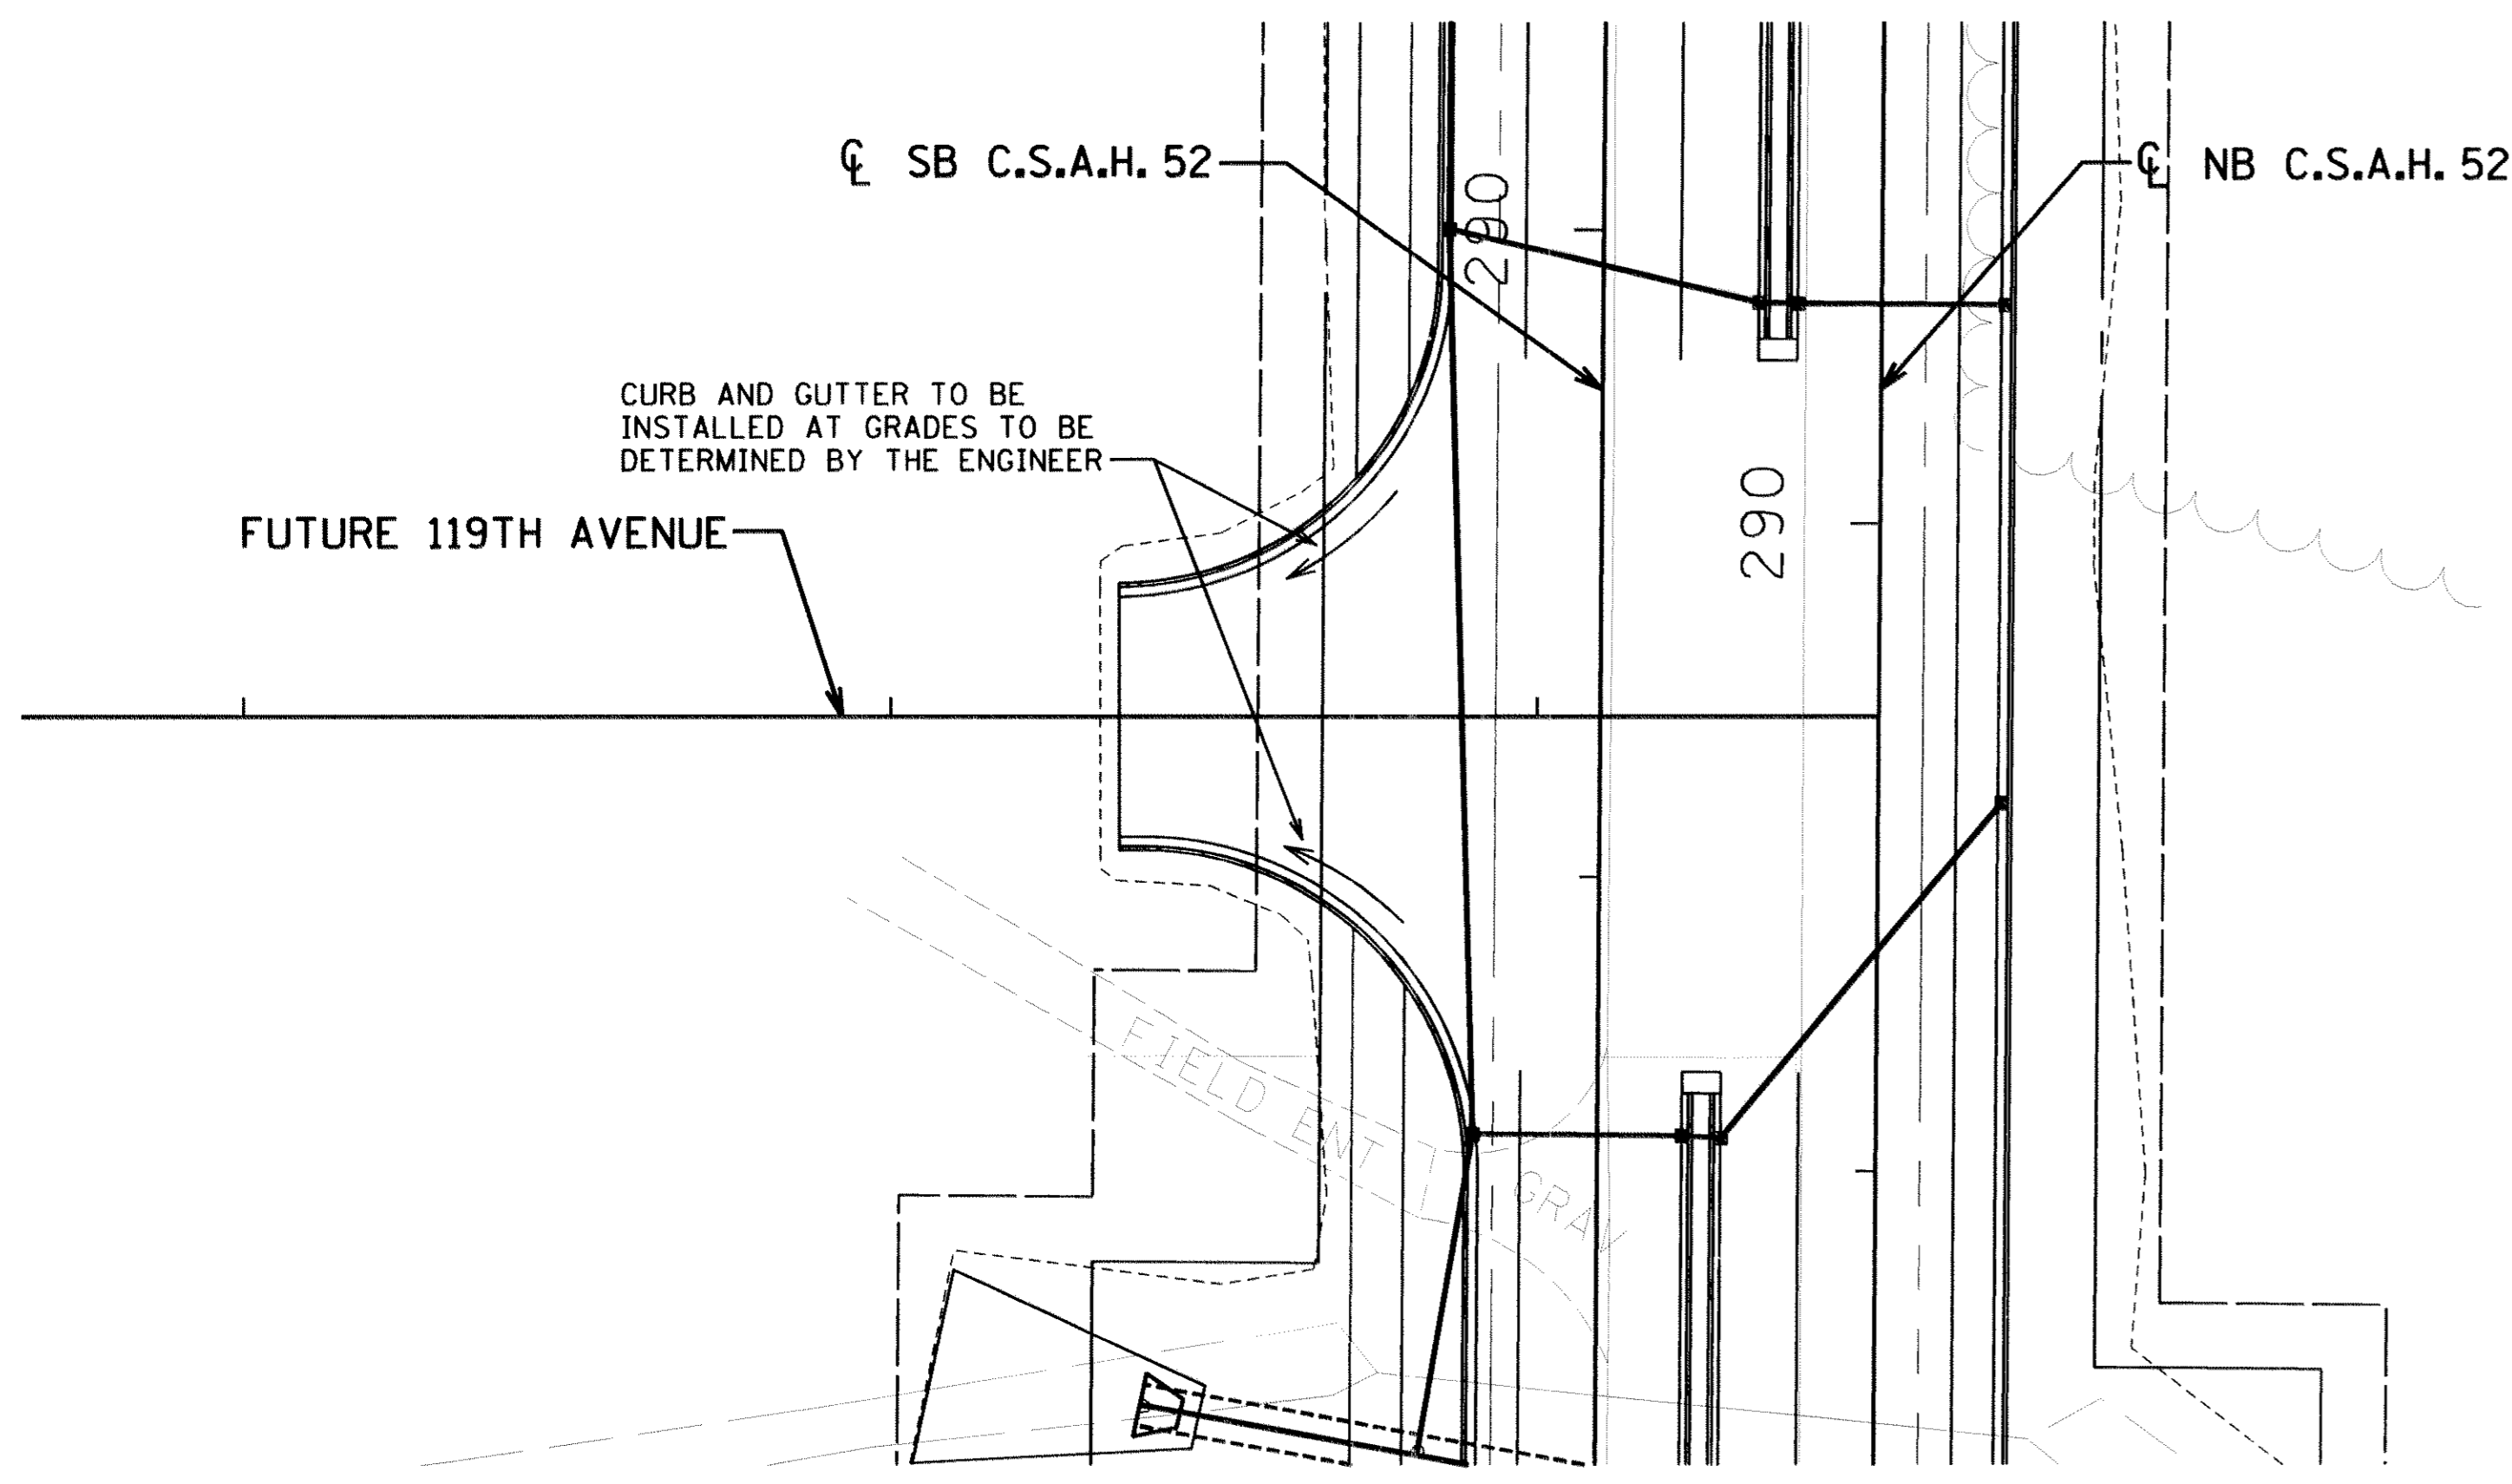 ℄ SB C.S.A.H. 52
℄ NB C.S.A.H. 52
290
CURB AND GUTTER TO BE
INSTALLED AT GRADES TO BE
DETERMINED BY THE ENGINEER
290
FUTURE 119TH AVENUE
FIELD ENT
GRAV